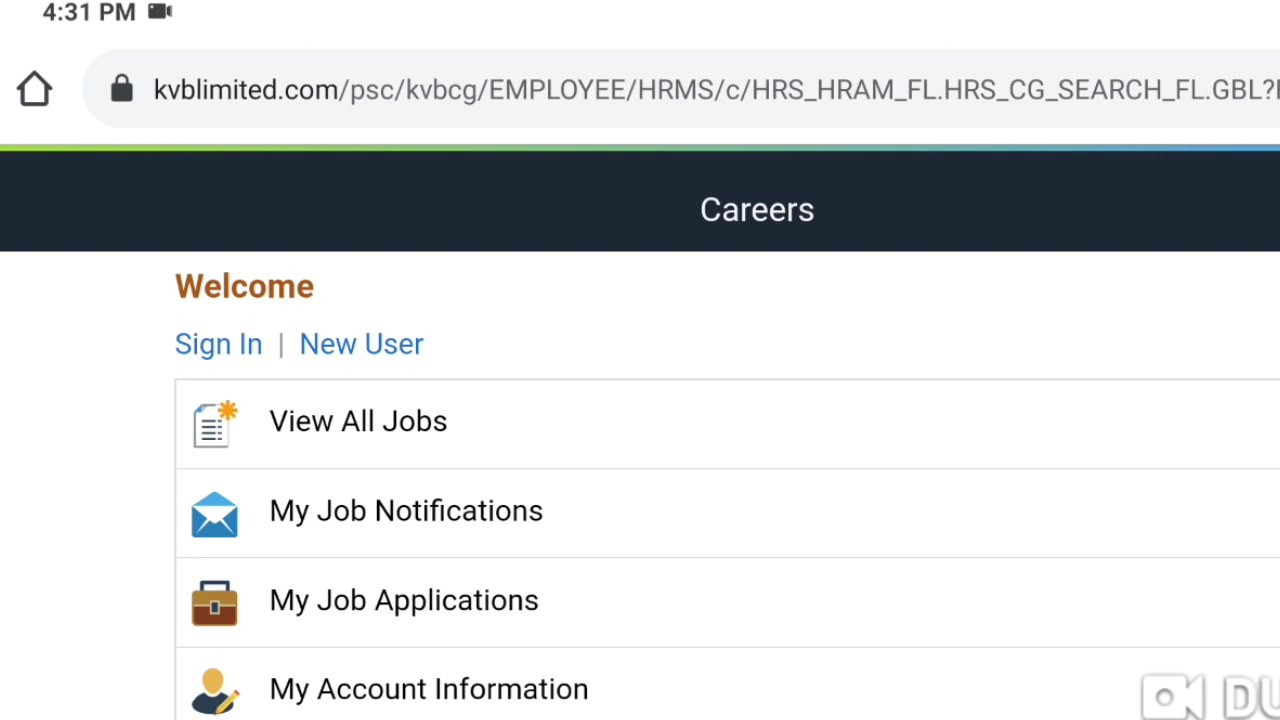 4:31 PM
kvblimited.com/psc/kvbcg/EMPLOYEE/HRMS/c/HRS_HRAM_FL.HRS_CG_SEARCH_FL.GBL?
Careers
Welcome
Sign In | New User
View All Jobs
My Job Notifications
My Job Applications
My Account Information
DU